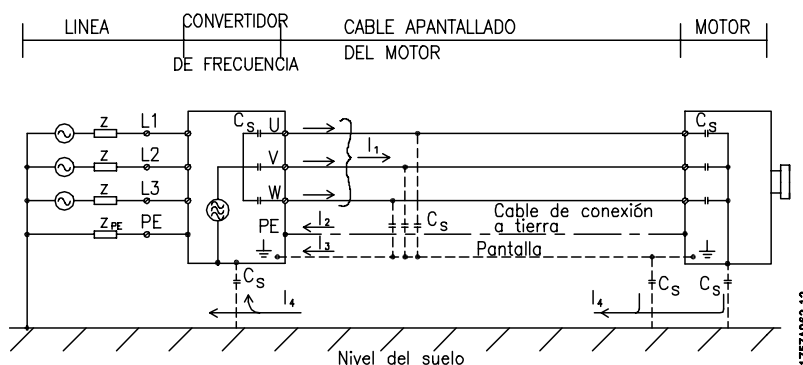 LINEA
CONVERTIDOR
DE FRECUENCIA
CABLE APANTALLADO
DEL MOTOR
MOTOR
Z L1
Z L2
Z L3
Z PE PE
CS U
V
W
PE
I1
I2
I3
CS
Cable de conexión
a tierra
Pantalla
CS
CS
CS
CS
I4
I4
Nivel del suelo